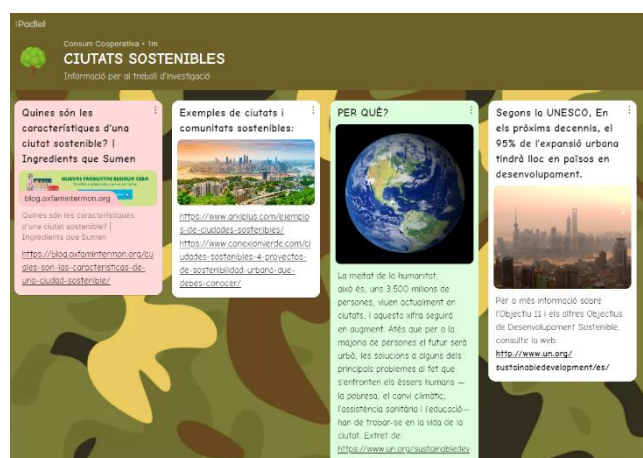 :Padlet
Consum Cooperativa • 1m
CIUTATS SOSTENIBLES
Informació per al treball d'investigació
Quines són les
característiques d'una
ciutat sostenible? |
Ingredients que Sumen
NUEVOS PRODUCTOS RESIDUO CERO
blog.oxfamintermon.org
Quines són les característiques
d'una ciutat sostenible? |
Ingredients que Sumen
https://blog.oxfamintermon.org/cu
ales-son-las-caracteristicas-de-
una-ciudad-sostenible/
Exemples de ciutats i
comunitats sostenibles:
https://www.arkiplus.com/ejemplo
s-de-ciudades-sostenibles/
https://www.conexionverde.com/ci
udades-sostenibles-4-proyectos-
de-sostenibilidad-urbana-que-
debes-conocer/
PER QUÈ?
La meitat de la humanitat,
això és, uns 3.500 milions de
persones, viuen actualment en
ciutats, i aquesta xifra seguirà
en augment. Atés que per a la
majoria de persones el futur serà
urbà, les solucions a alguns dels
principals problemes al fet que
s'enfronten els éssers humans —
la pobresa, el canvi climàtic,
l'assistència sanitària i l'educació—
han de trobar-se en la vida de la
ciutat. Extret de:
https://www.un.org/sustainabledev
Segons la UNESCO, En
els pròxims decennis, el
95% de l'expansió urbana
tindrà lloc en països en
desenvolupament.
Per a més informació sobre
l'Objectiu 11 i els altres Objectius
de Desenvolupament Sostenible,
consulte la web:
http://www.un.org/
sustainabledevelopment/es/